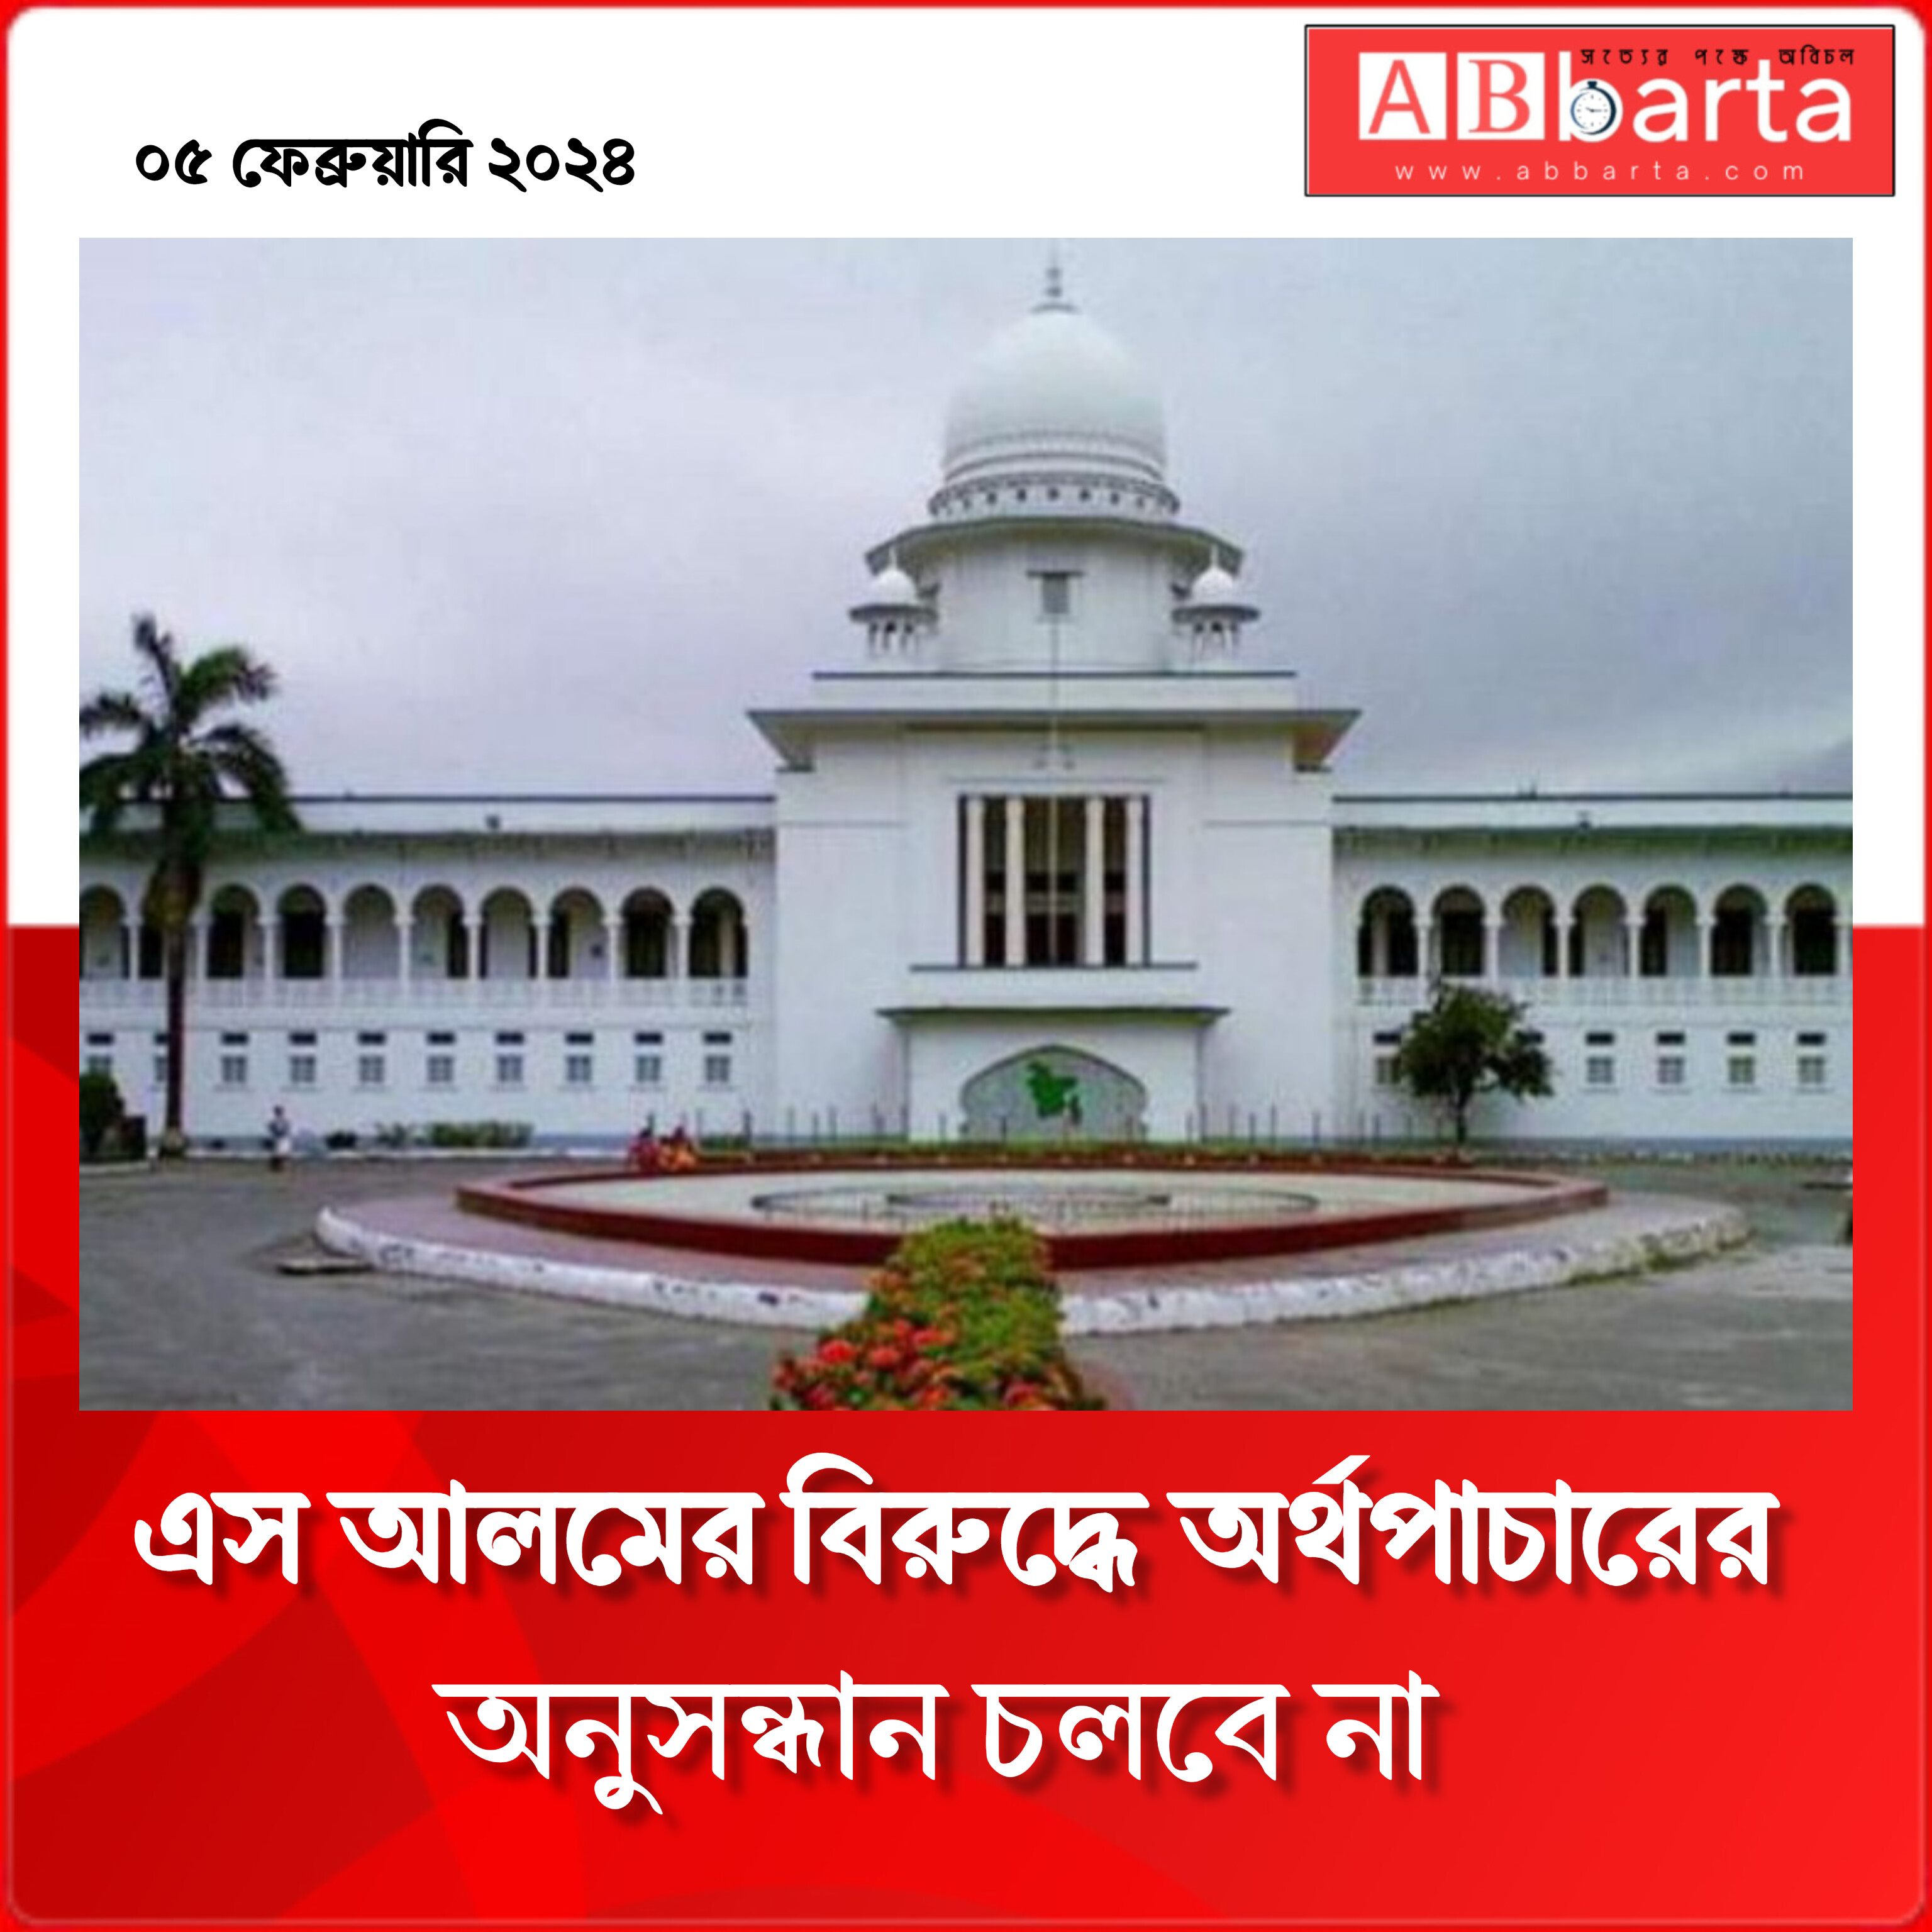 সত্যের পক্ষে অবিচল
ABbarta
www.abbarta.com
০৫ ফেব্রুয়ারি ২০২৪
এস আলমের বিরুদ্ধে অর্থপাচারের
অনুসন্ধান চলবে না